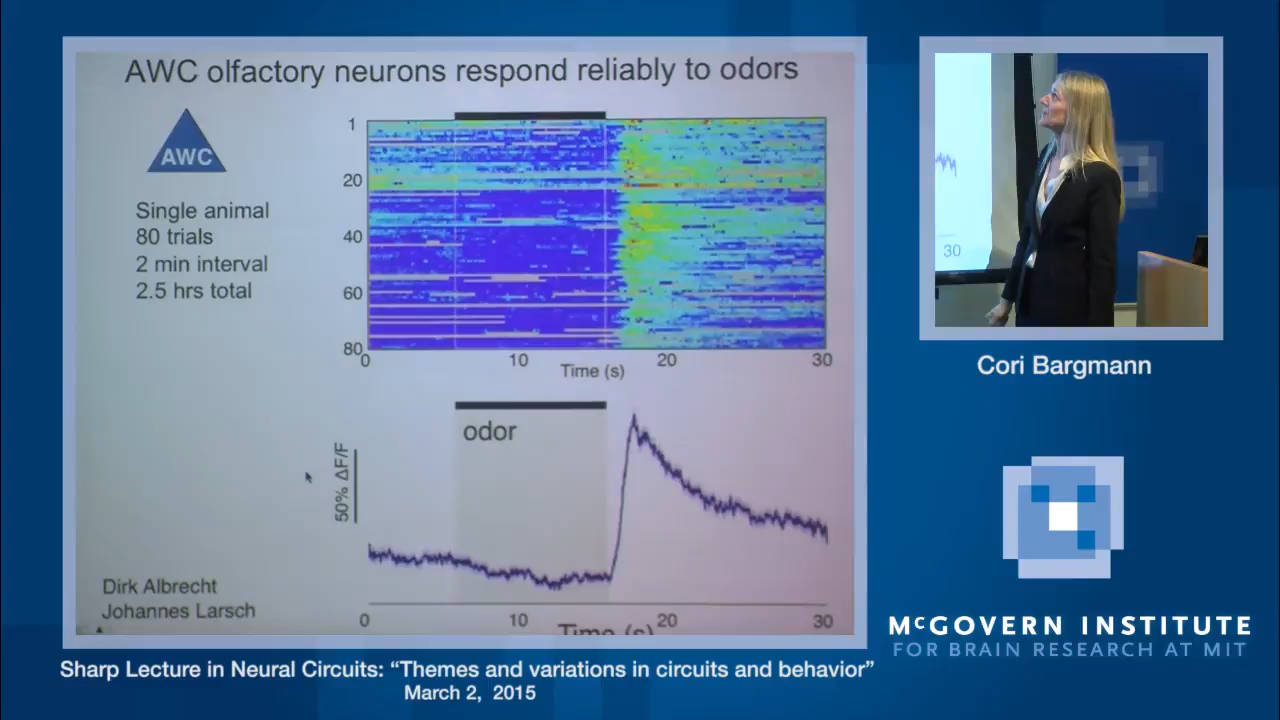 AWC olfactory neurons respond reliably to odors
AWC
Single animal
80 trials
2 min interval
2.5 hrs total
1
20
40
60
80
0
10
20
30
Time (s)
odor
50% ΔF/F
0
10
20
30
Time (s)
Dirk Albrecht
Johannes Larsch
30
Cori Bargmann
McGOVERN INSTITUTE
FOR BRAIN RESEARCH AT MIT
Sharp Lecture in Neural Circuits: “Themes and variations in circuits and behavior”
March 2, 2015